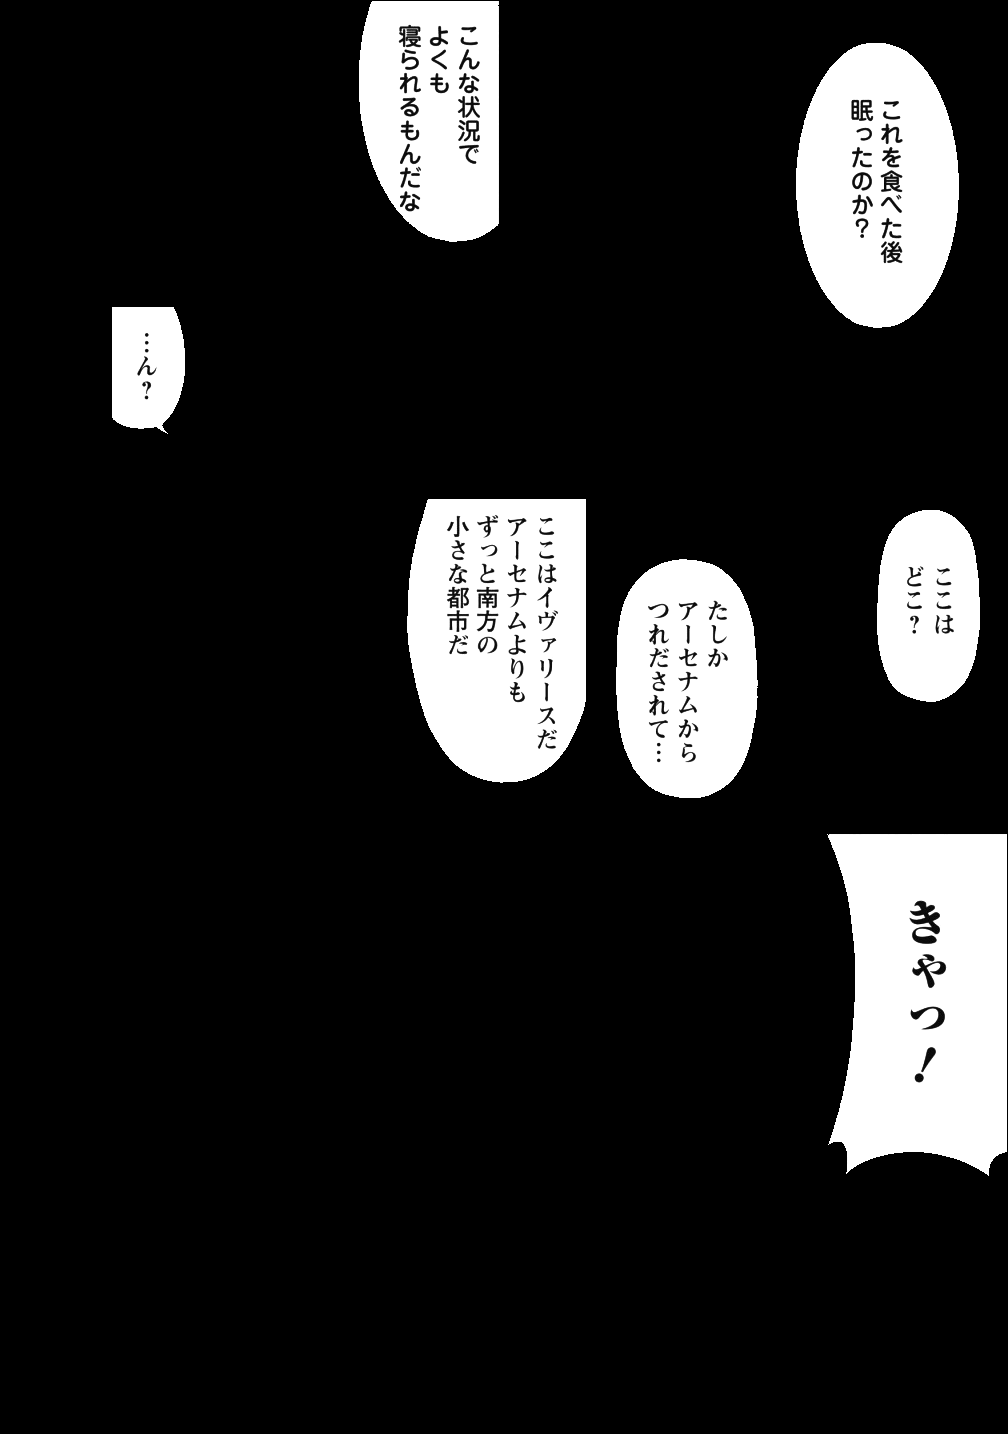 これを食べた後
眠ったのか?
こんな状況で
よくも
寝られるもんだな
…ん?
ここは
どこ?
たしか
アーセナムから
つれだされて…
ここはイヴァリースだ
アーセナムよりも
ずっと南方の
小さな都市だ
きゃっ!